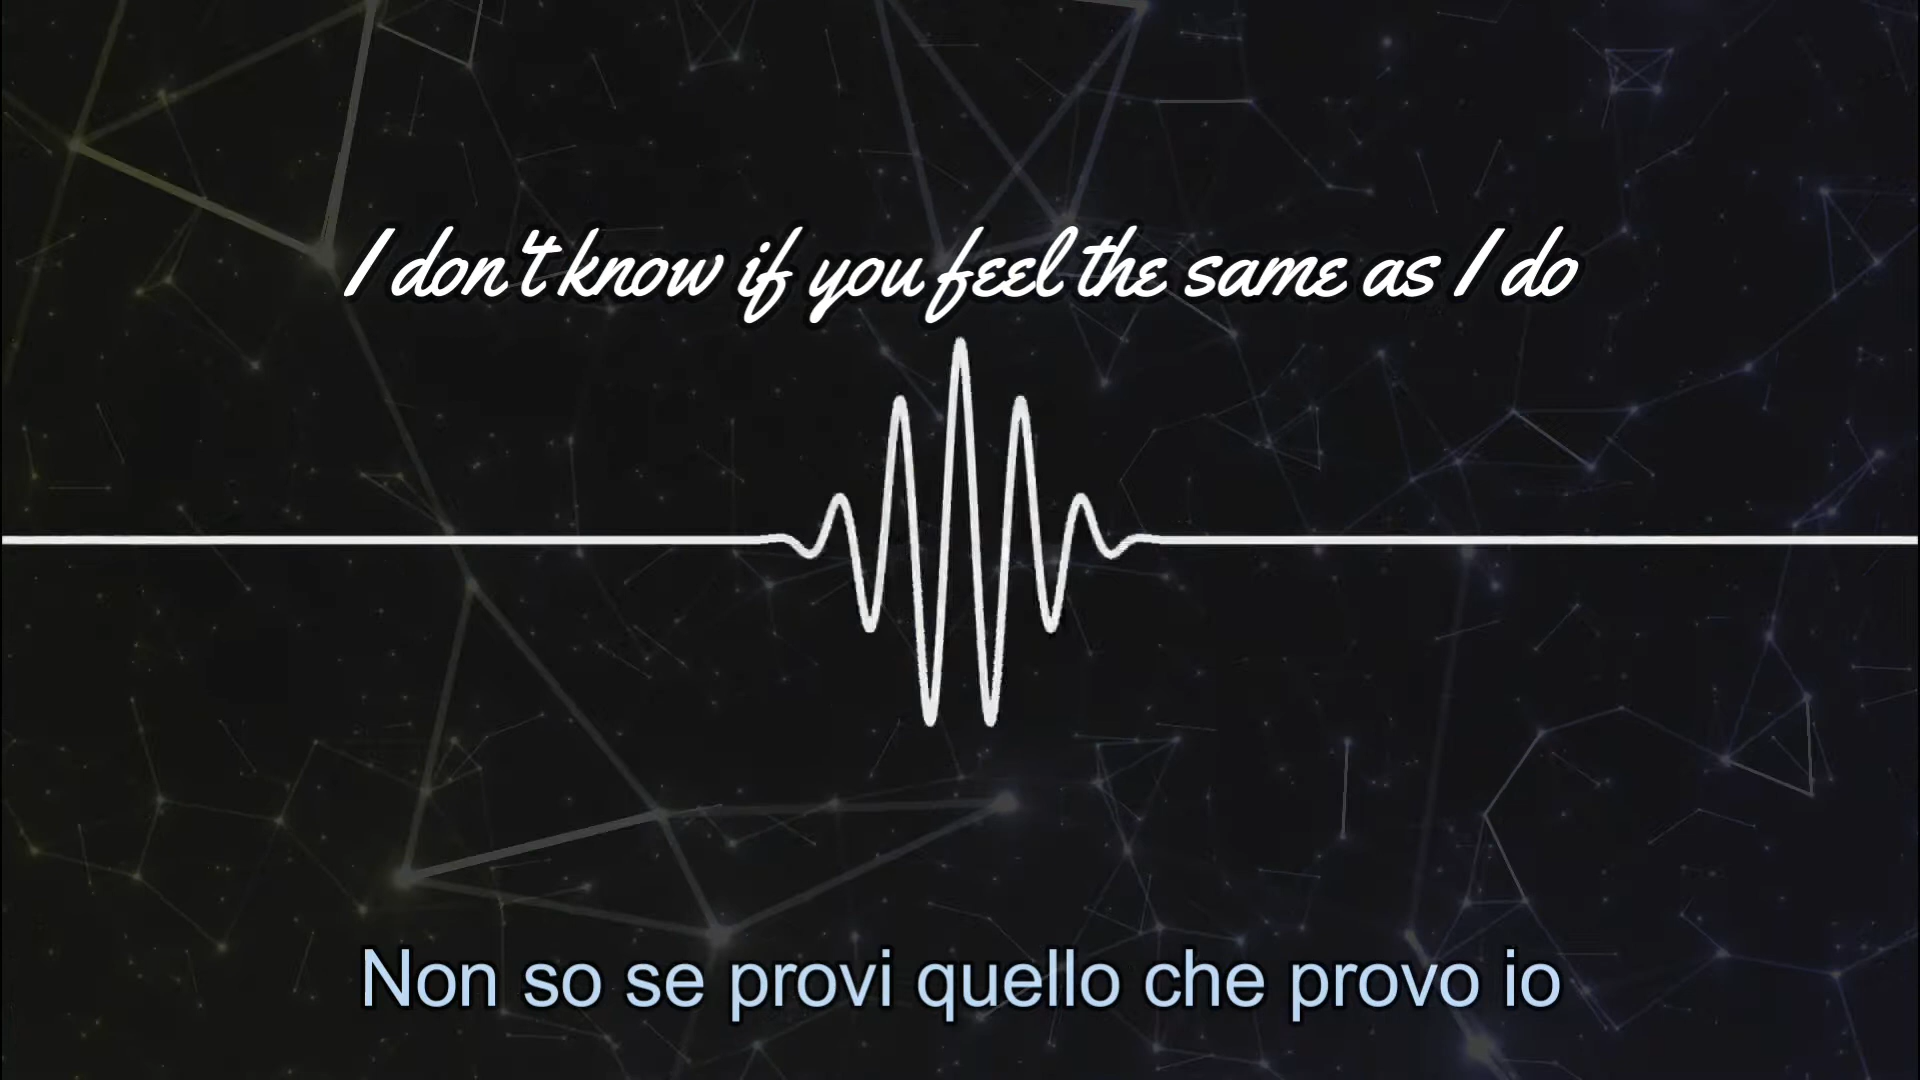 I don't know if you feel the same as I do
Non so se provi quello che provo io